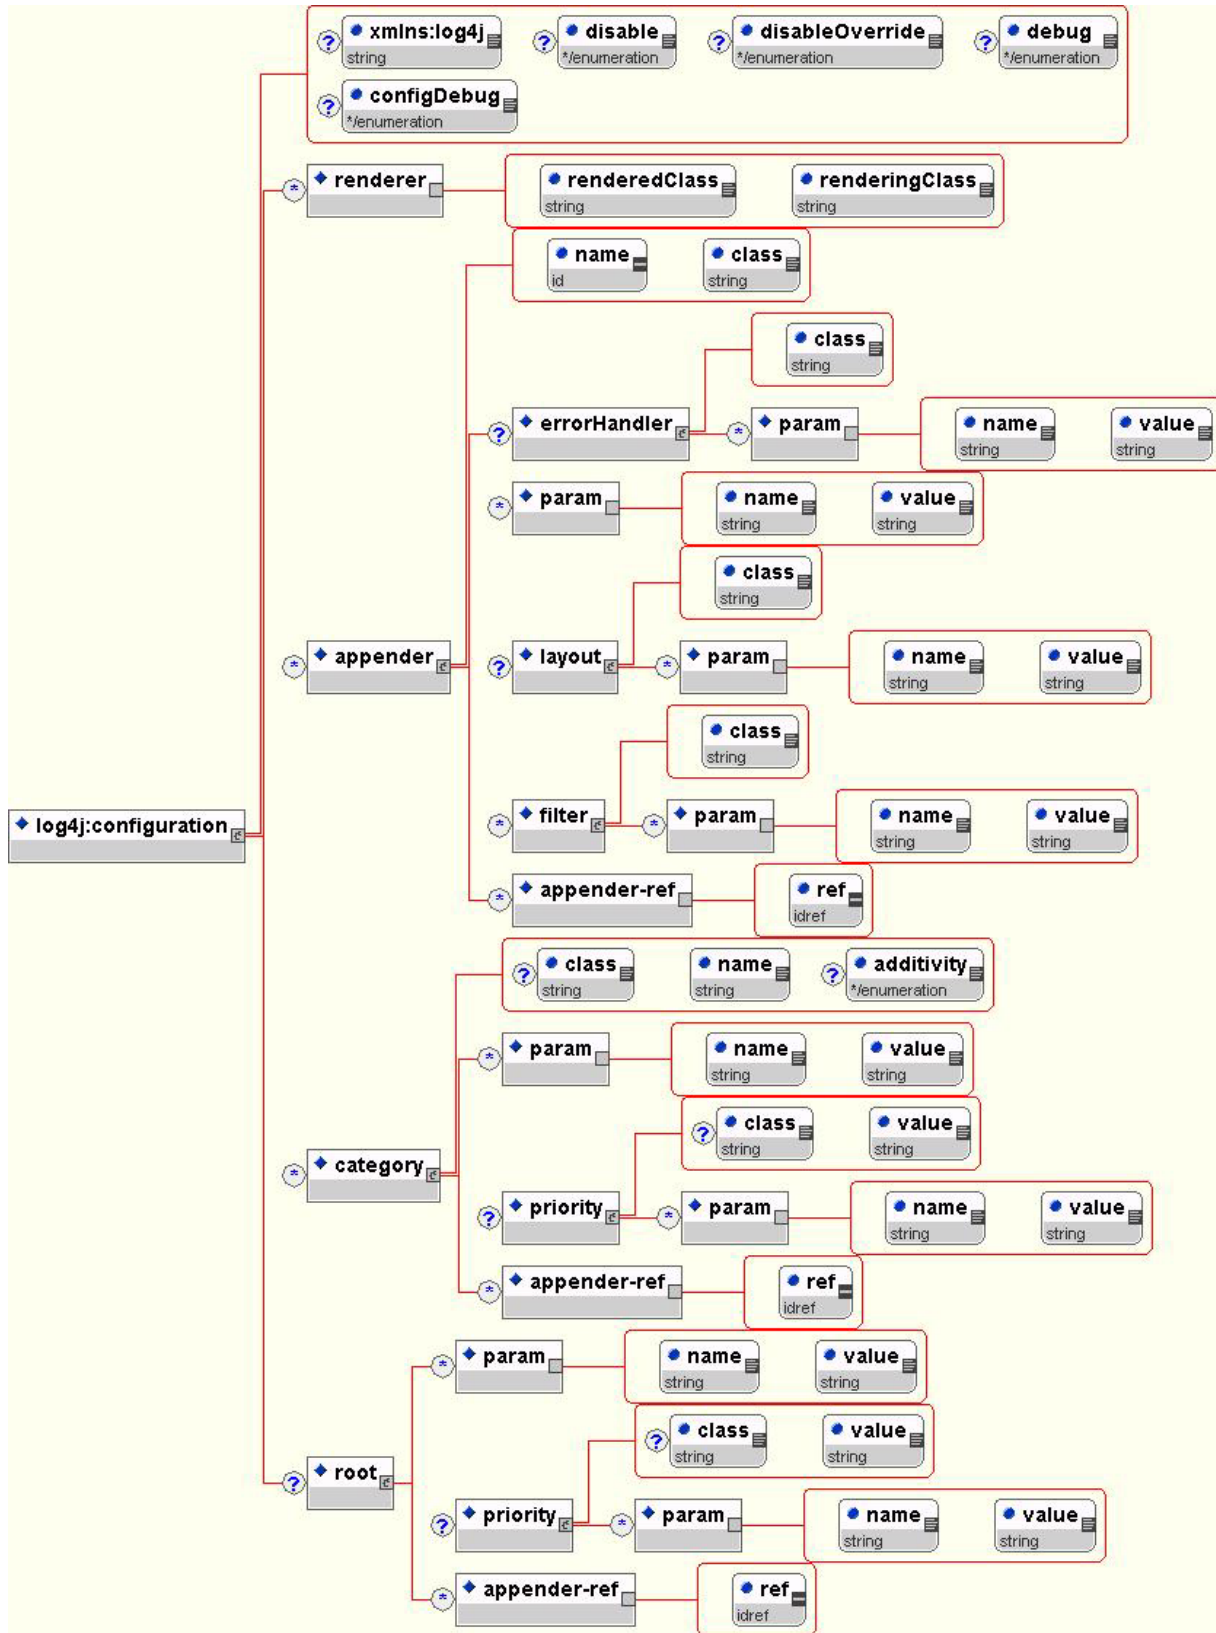 xmlns:log4j disable disableOverride debug
string */enumeration */enumeration */enumeration
? ? ? ?
configDebug
?
*/enumeration
* renderer renderedClass renderingClass
string string
name class
id string
class
string
? errorHandler * param name value
string string
* param name value
string string
class
string
* appender ? layout * param name value
string string
class
string
* filter * param name value
string string
log4j:configuration
* appender-ref ref
idref
? class name ? additivity
string string */enumeration
* param name value
string string
? class value
string string
* category
? priority * param name value
string string
* appender-ref ref
idref
* param name value
string string
? class value
string string
? root
? priority * param name value
string string
* appender-ref ref
idref